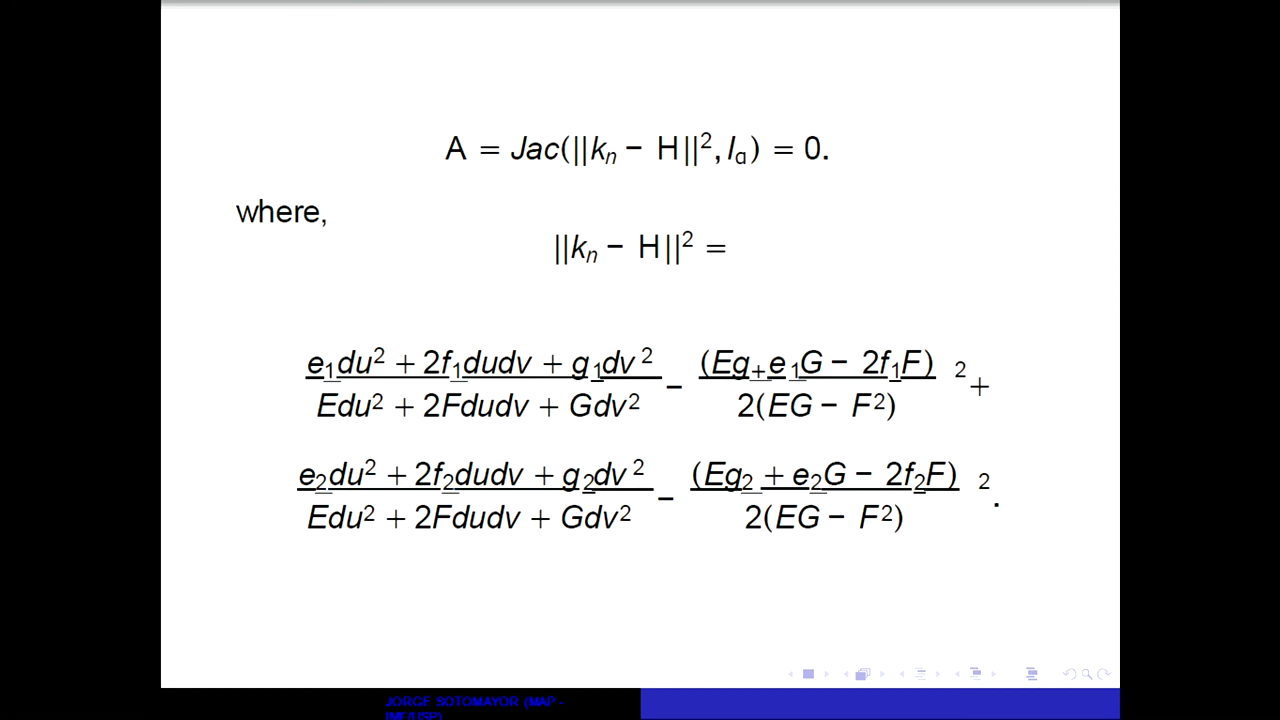 A = Jac(||kₙ − H||², Iₐ) = 0.
where,
||kₙ − H||² =
e₁du² + 2f₁dudv + g₁dv² − (Eg₊e₁G − 2f₁F) ² +
Edu² + 2Fdudv + Gdv² 2(EG − F²)
e₂du² + 2f₂dudv + g₂dv² − (Eg₂ + e₂G − 2f₂F) ² .
Edu² + 2Fdudv + Gdv² 2(EG − F²)
JORGE SOTOMAYOR (MAP -
IME/USP)